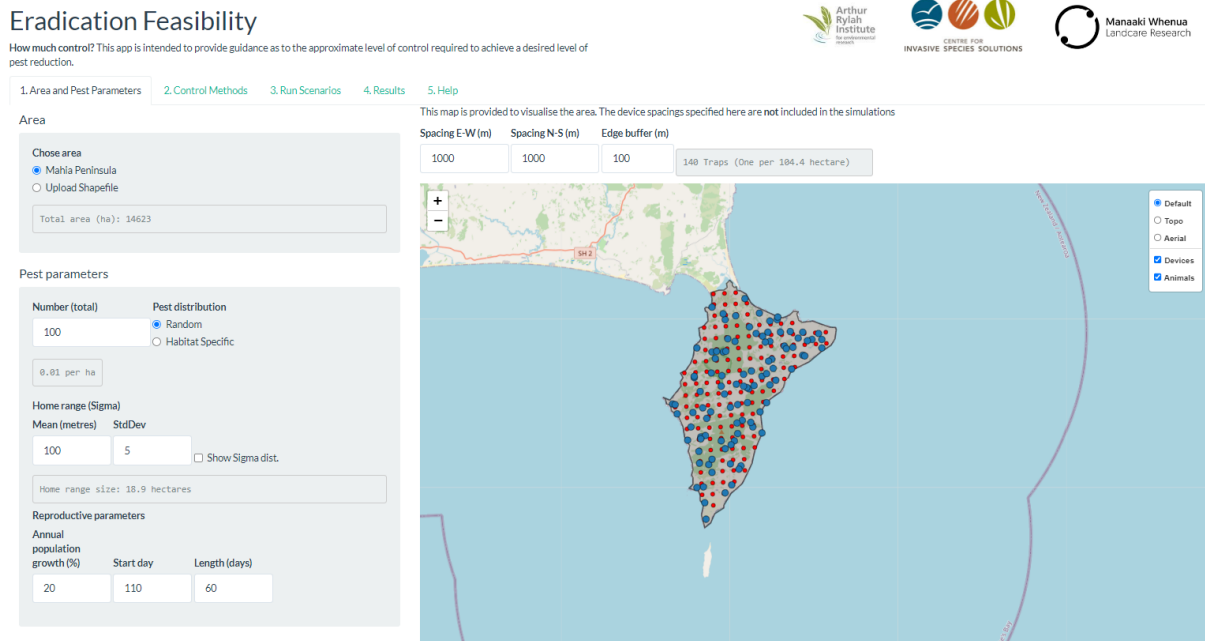 Eradication Feasibility
How much control? This app is intended to provide guidance as to the approximate level of control required to achieve a desired level of
pest reduction.
Arthur
Rylah
Institute
for environmental
research
CENTRE FOR
INVASIVE SPECIES SOLUTIONS
Manaaki Whenua
Landcare Research
1. Area and Pest Parameters
2. Control Methods
3. Run Scenarios
4. Results
5. Help
Area
Chose area
Mahia Peninsula
Upload Shapefile
Total area (ha): 14623
Pest parameters
Number (total)
Pest distribution
100
Random
Habitat Specific
0.01 per ha
Home range (Sigma)
Mean (metres)
StdDev
100
5
Show Sigma dist.
Home range size: 18.9 hectares
Reproductive parameters
Annual
population
growth (%)
Start day
Length (days)
20
110
60
This map is provided to visualise the area. The device spacings specified here are not included in the simulations
Spacing E-W (m)
Spacing N-S (m)
Edge buffer (m)
1000
1000
100
140 Traps (One per 104.4 hectare)
+
−
SH 2
Default
Topo
Aerial
Devices
Animals